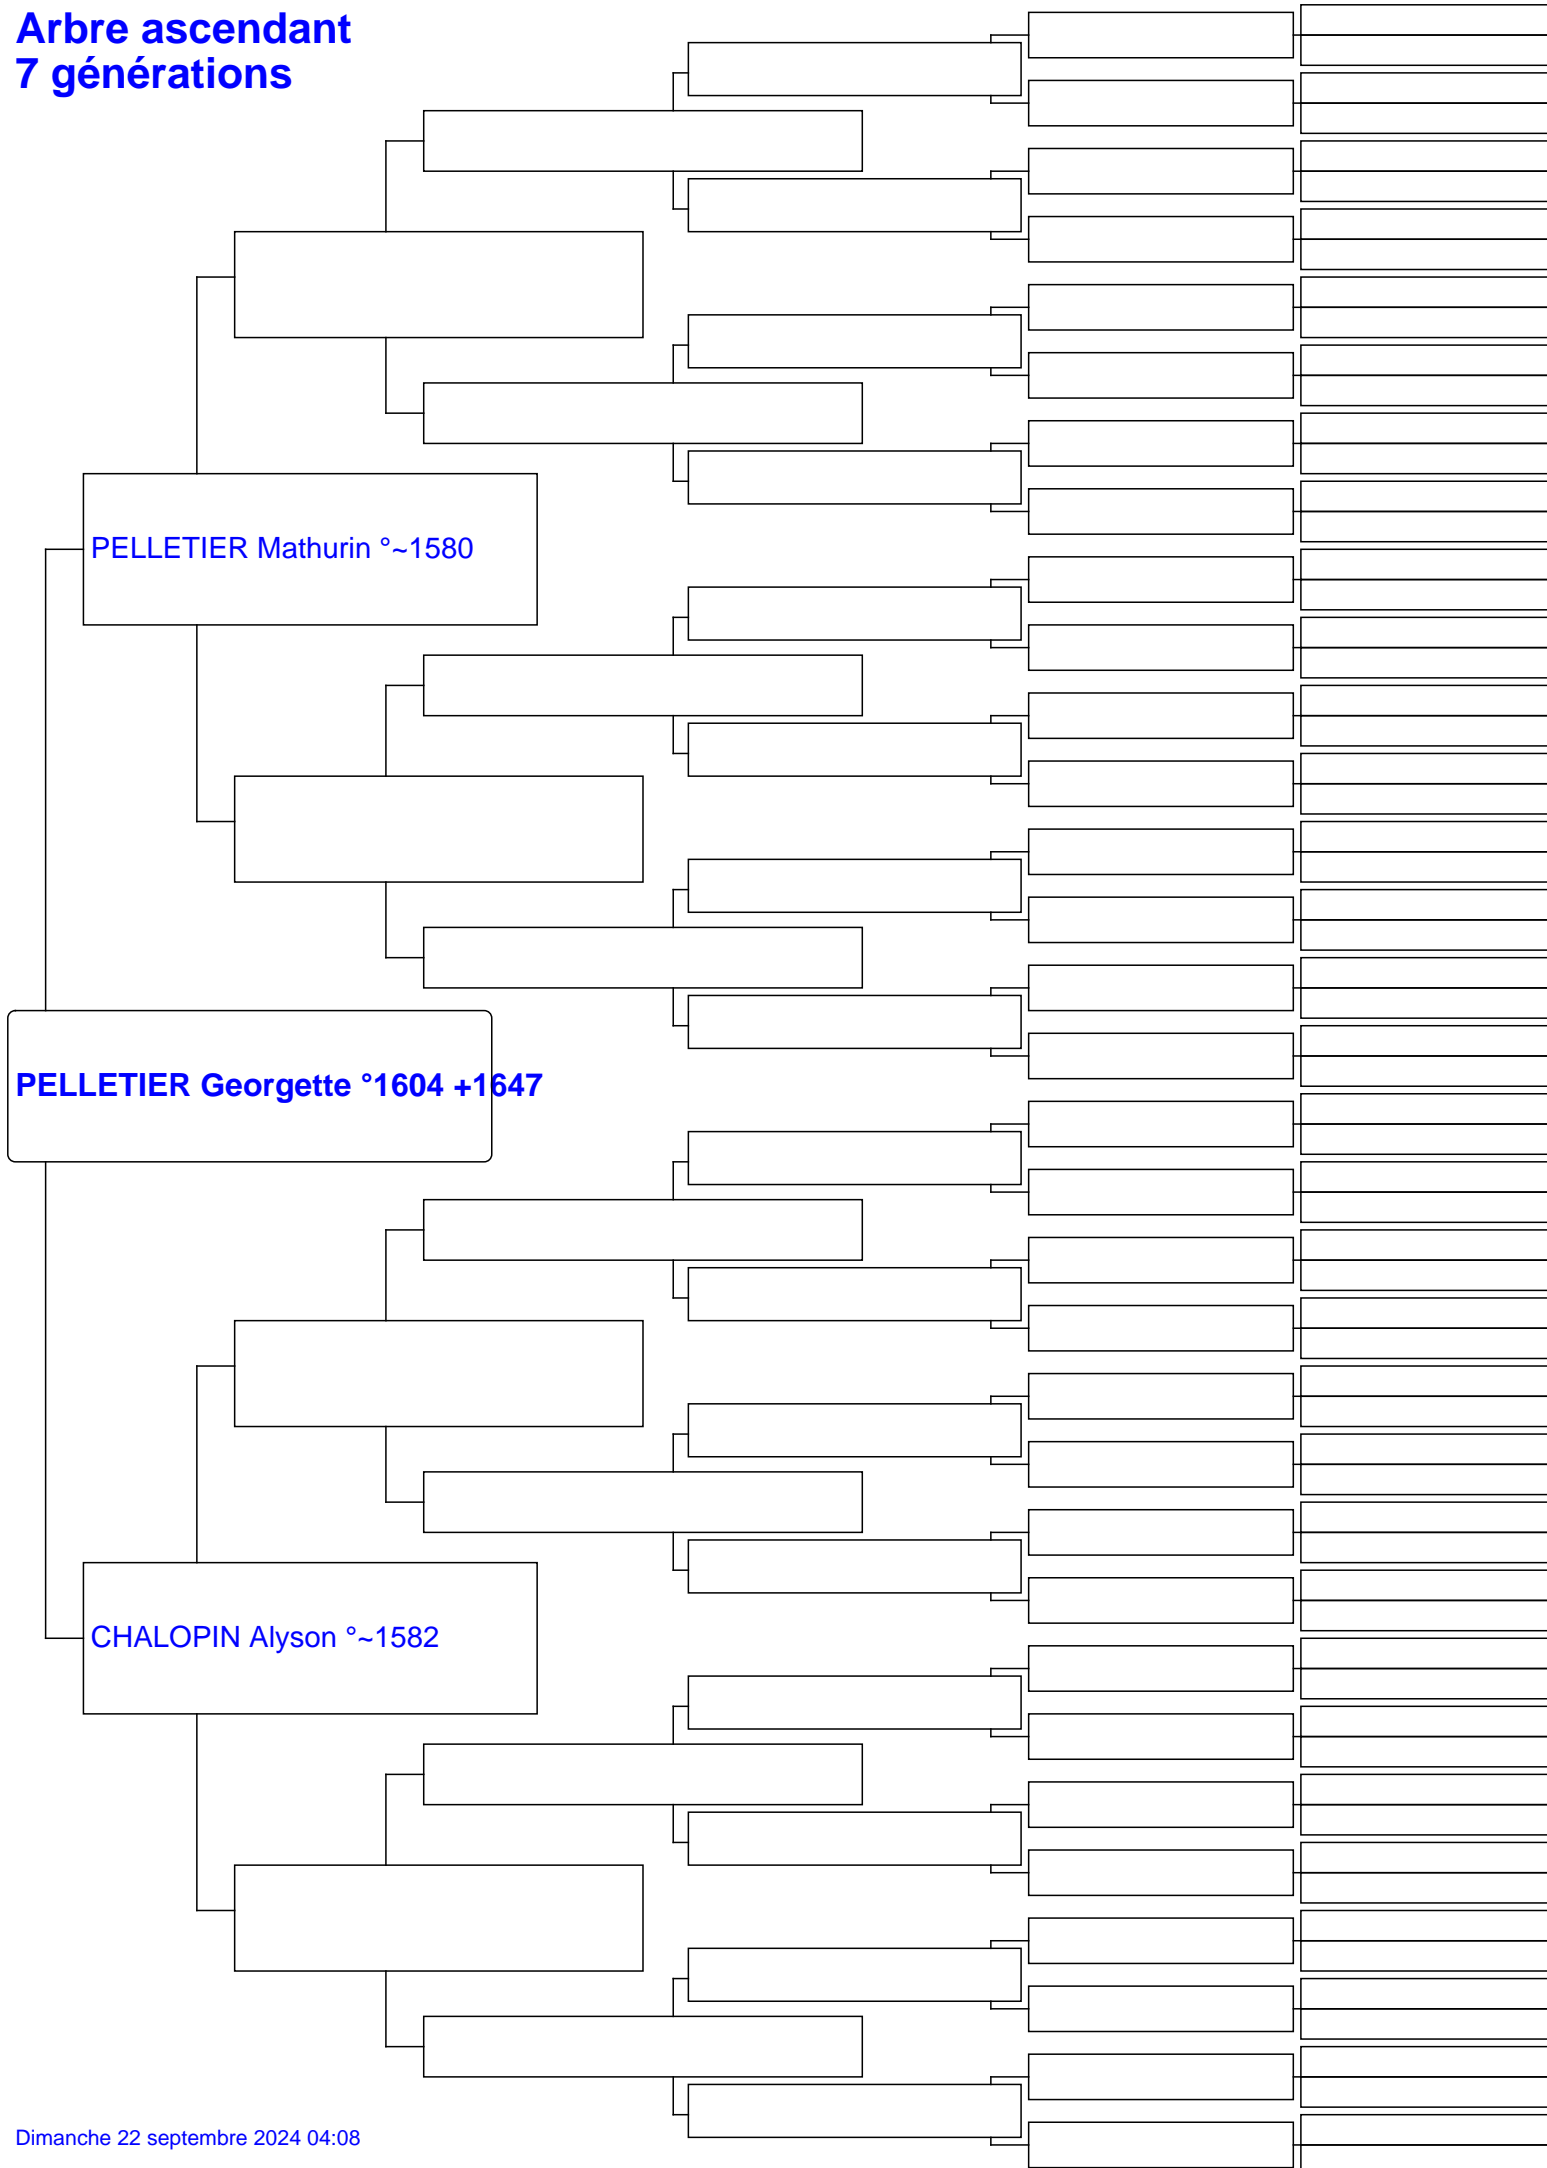 Arbre ascendant
7 générations
PELLETIER Mathurin °~1580
PELLETIER Georgette °1604 +1647
CHALOPIN Alyson °~1582
Dimanche 22 septembre 2024 04:08